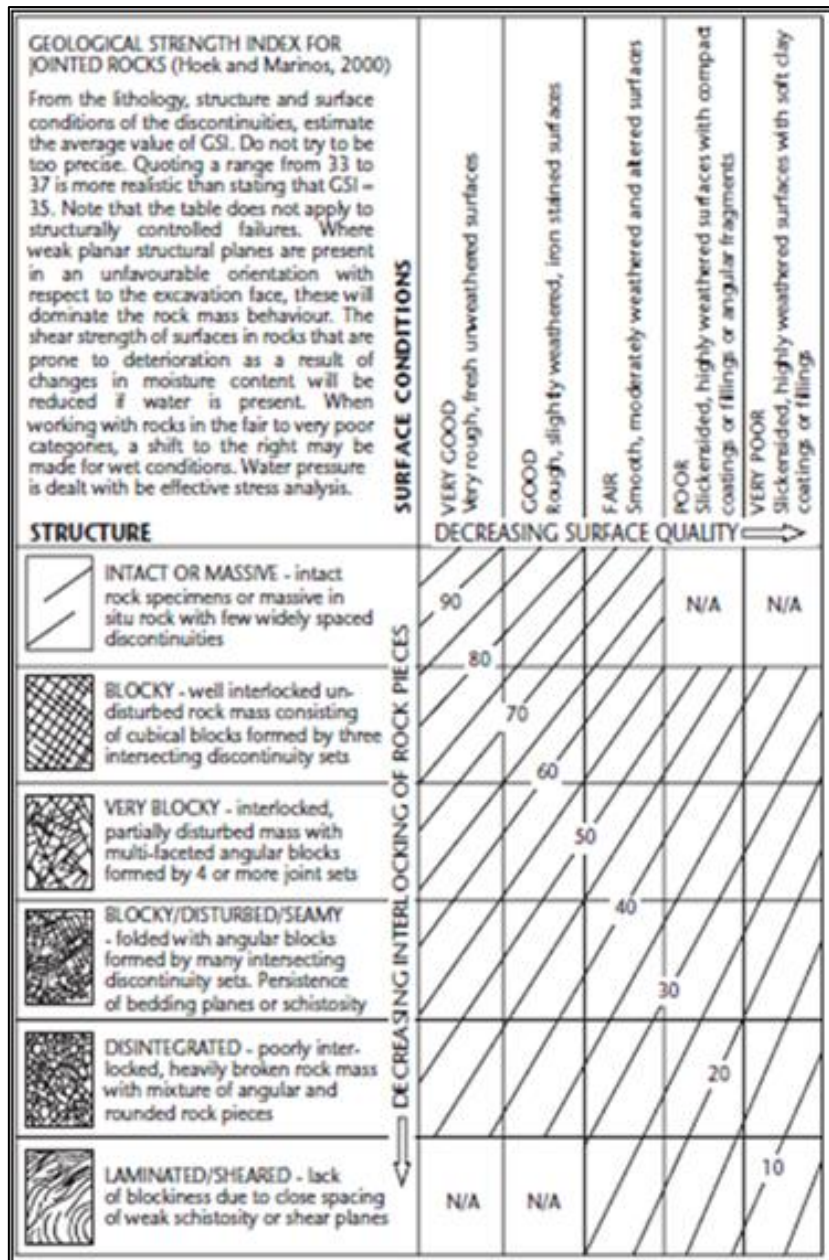 GEOLOGICAL STRENGTH INDEX FOR
JOINTED ROCKS (Hoek and Marinos, 2000)
From the lithology, structure and surface
conditions of the discontinuities, estimate
the average value of GSI. Do not try to be
too precise. Quoting a range from 33 to
37 is more realistic than stating that GSI –
35. Note that the table does not apply to
structurally controlled failures. Where
weak planar structural planes are present
in an unfavourable orientation with
respect to the excavation face, these will
dominate the rock mass behaviour. The
shear strength of surfaces in rocks that are
prone to deterioration as a result of
changes in moisture content will be
reduced if water is present. When
working with rocks in the fair to very poor
categories, a shift to the right may be
made for wet conditions. Water pressure
is dealt with be effective stress analysis.
STRUCTURE
SURFACE CONDITIONS
VERY GOOD
Very rough, fresh unweathered surfaces
GOOD
Rough, slightly weathered, iron stained surfaces
FAIR
Smooth, moderately weathered and altered surfaces
POOR
Slickensided, highly weathered surfaces with compact
coatings or fillings or angular fragments
VERY POOR
Slickensided, highly weathered surfaces with soft clay
coatings or fillings
DECREASING SURFACE QUALITY
DECREASING INTERLOCKING OF ROCK PIECES
INTACT OR MASSIVE - intact
rock specimens or massive in
situ rock with few widely spaced
discontinuities
90
N/A
N/A
80
BLOCKY - well interlocked un-
disturbed rock mass consisting
of cubical blocks formed by three
intersecting discontinuity sets
70
60
VERY BLOCKY - interlocked,
partially disturbed mass with
multi-faceted angular blocks
formed by 4 or more joint sets
50
BLOCKY/DISTURBED/SEAMY
- folded with angular blocks
formed by many intersecting
discontinuity sets. Persistence
of bedding planes or schistosity
40
30
DISINTEGRATED - poorly inter-
locked, heavily broken rock mass
with mixture of angular and
rounded rock pieces
20
LAMINATED/SHEARED - lack
of blockiness due to close spacing
of weak schistosity or shear planes
N/A
N/A
10